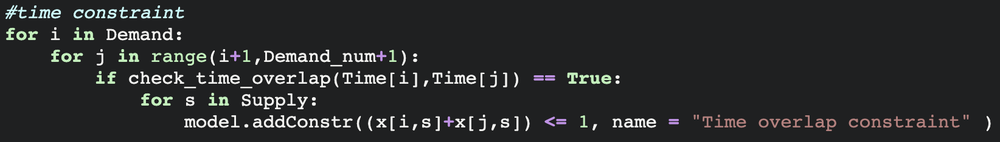 #time constraint
for i in Demand:
    for j in range(i+1,Demand_num+1):
        if check_time_overlap(Time[i],Time[j]) == True:
            for s in Supply:
                model.addConstr((x[i,s]+x[j,s]) <= 1, name = "Time overlap constraint" )